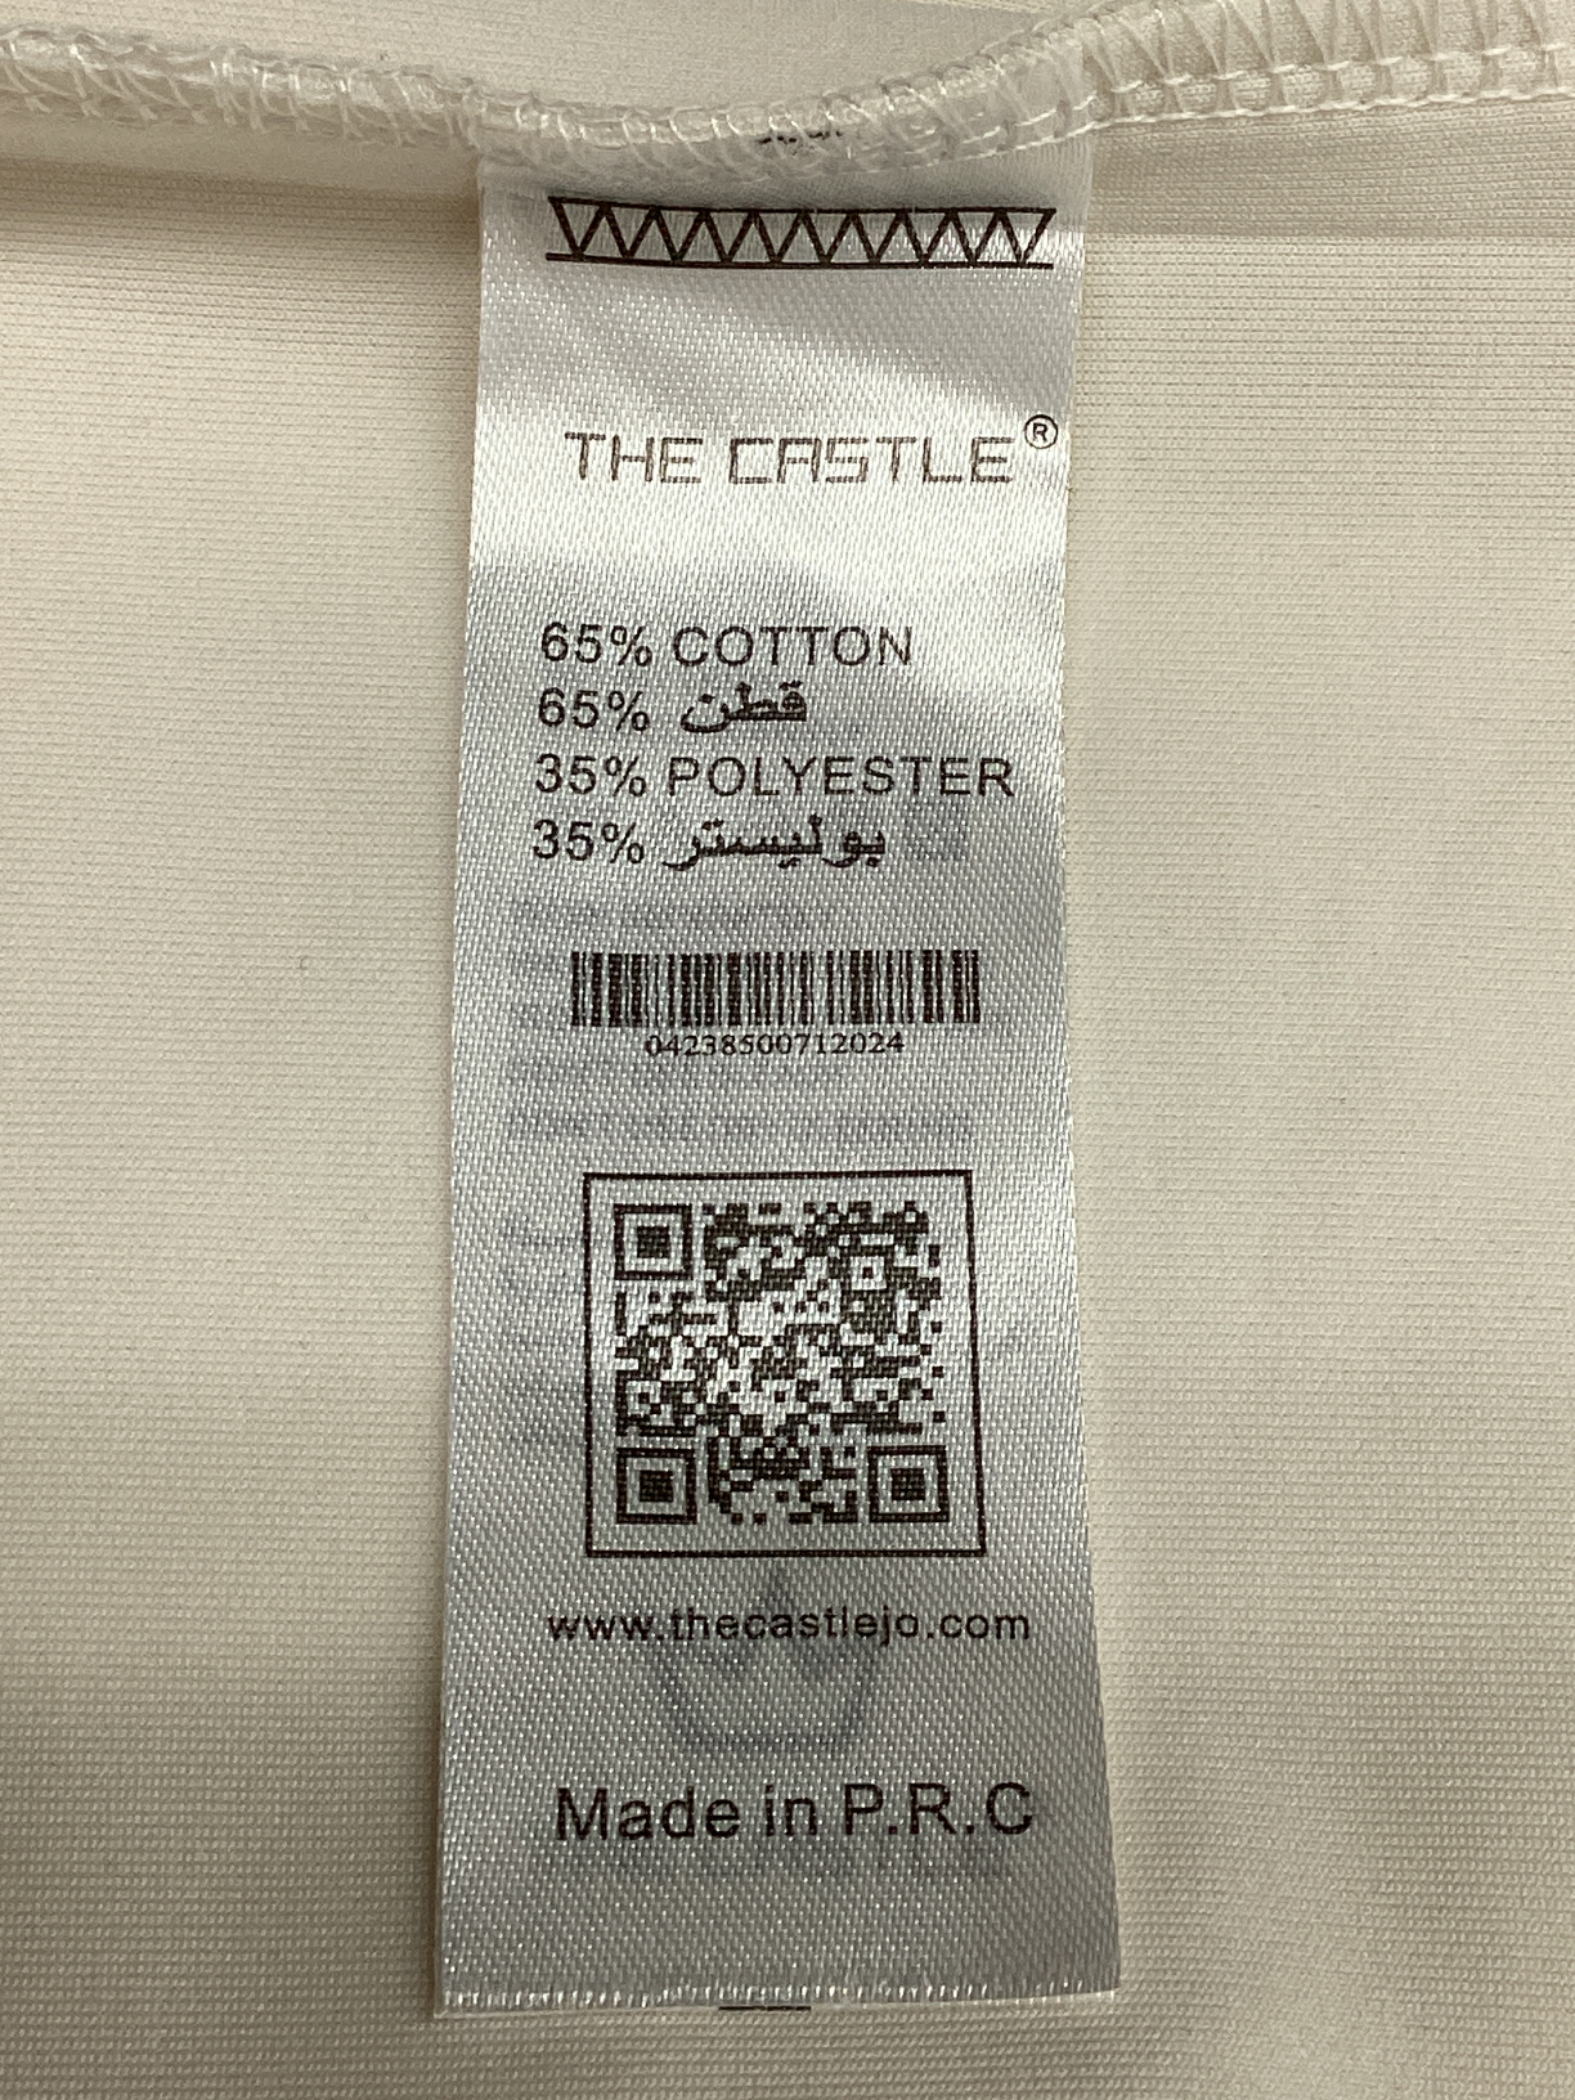 THE CASTLE®
65% COTTON
65% قطن
35% POLYESTER
35% بوليستر
04238500712024
www.thecastlejo.com
Made in P.R.C